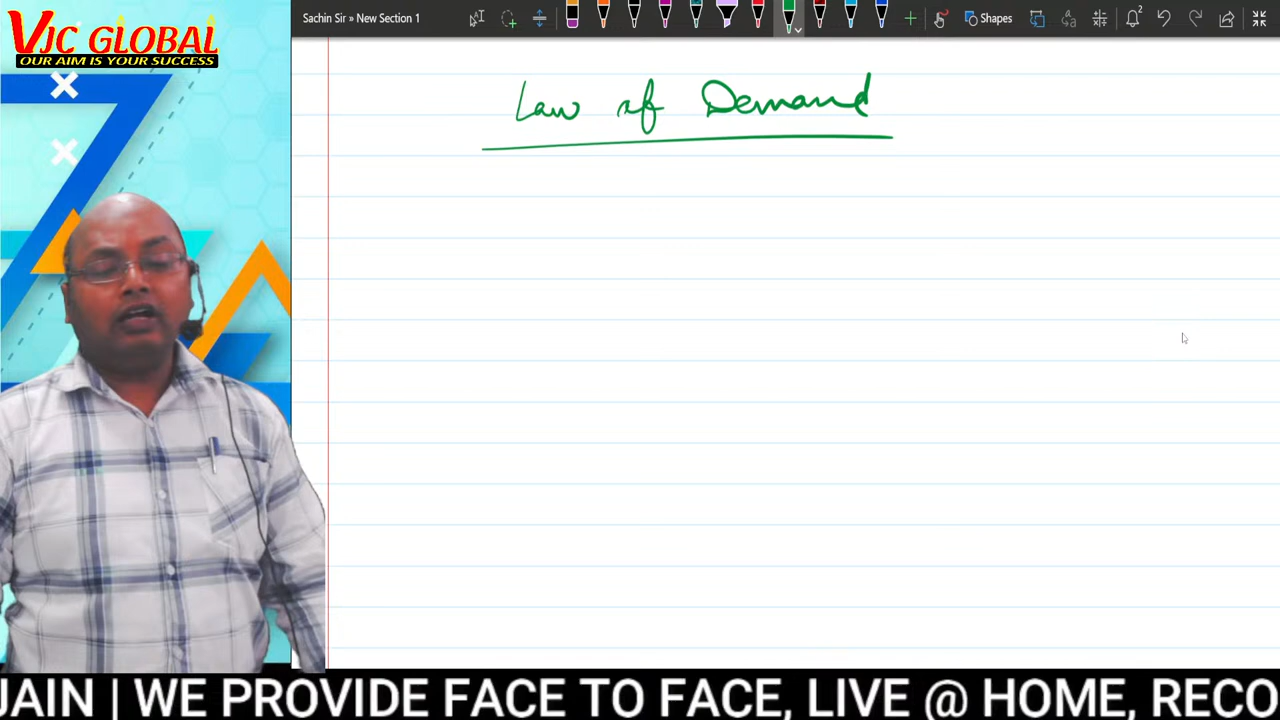 VJC GLOBAL
OUR AIM IS YOUR SUCCESS
Sachin Sir » New Section 1
Shapes
2
Law of Demand
JAIN | WE PROVIDE FACE TO FACE, LIVE @ HOME, RECO